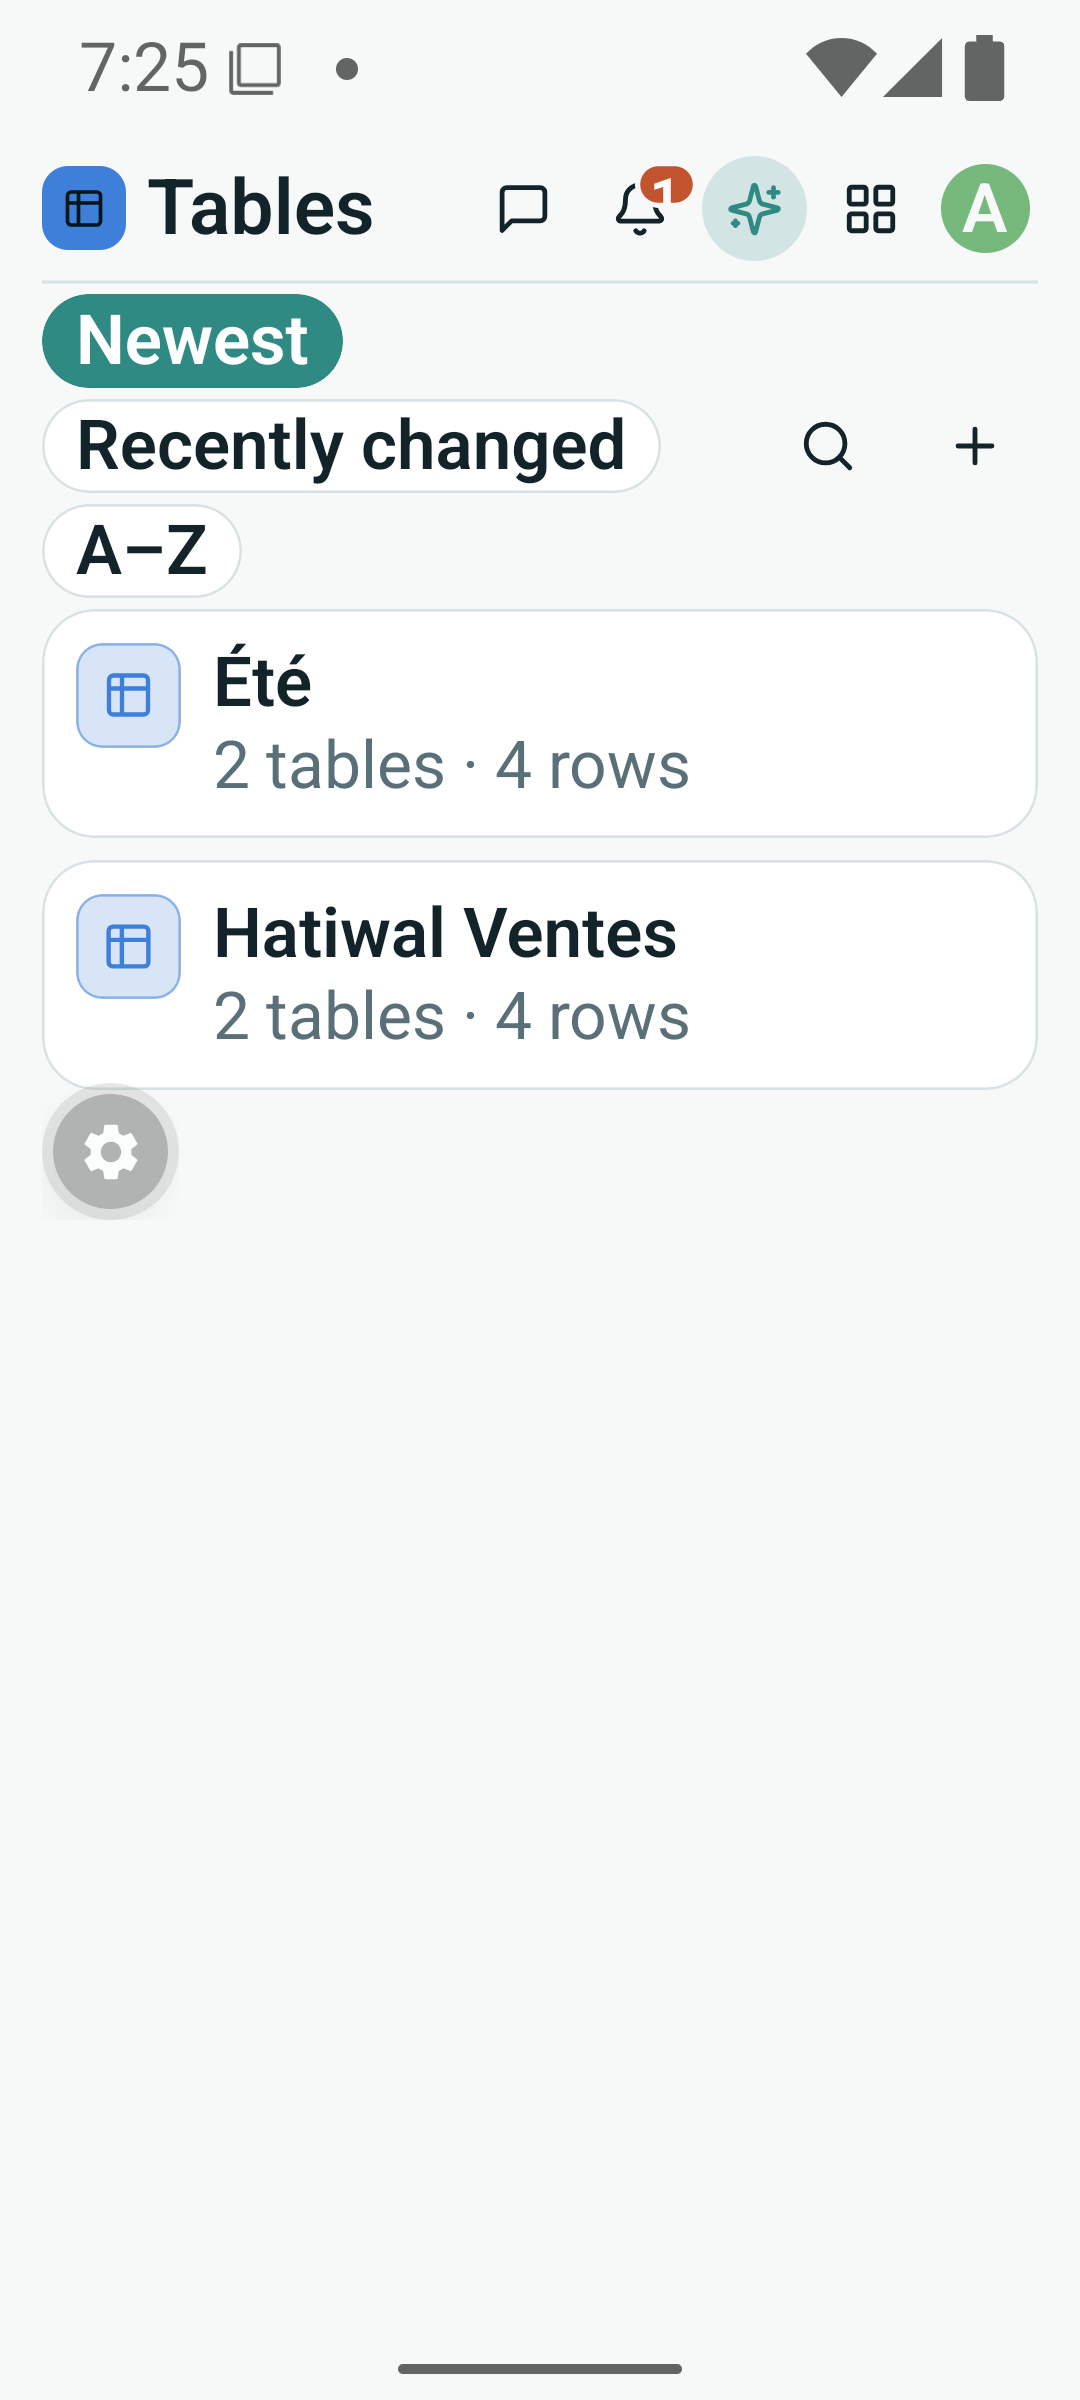 7:25
Tables
1
A
Newest
Recently changed
A–Z
Été
2 tables · 4 rows
Hatiwal Ventes
2 tables · 4 rows